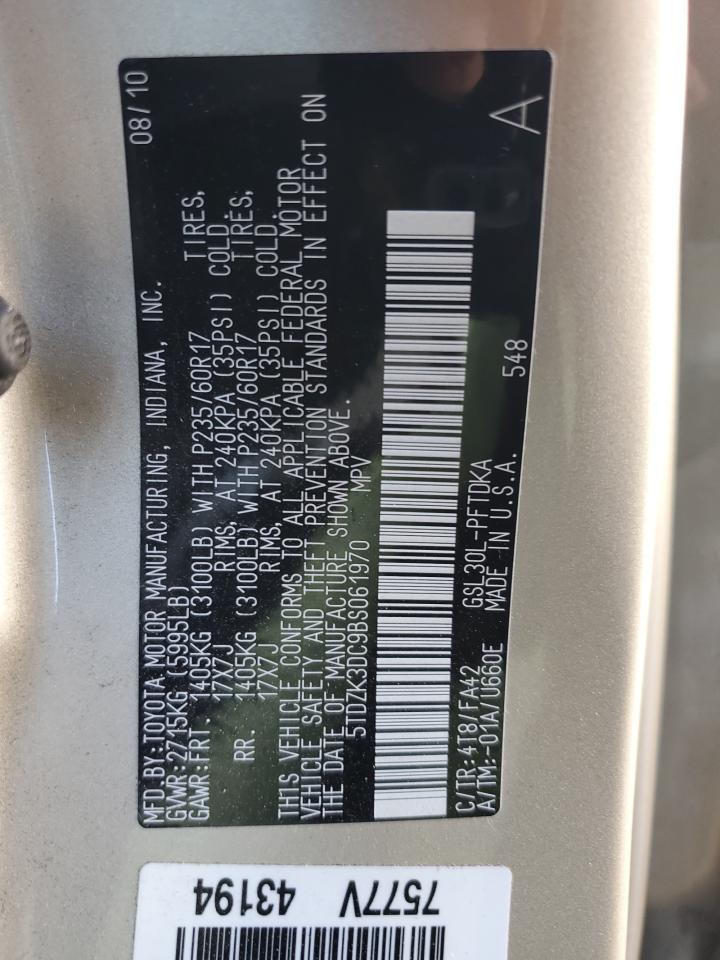 MFD BY:TOYOTA MOTOR MANUFACTURING, INDIANA, INC. 08/10
GVWR:2715KG (5995LB)
GAWR:FRT. 1405KG (3100LB) WITH P235/60R17 TIRES,
17X7J RIMS, AT 240KPA (35PSI) COLD.
RR. 1405KG (3100LB) WITH P235/60R17 TIRES,
17X7J RIMS, AT 240KPA (35PSI) COLD.
THIS VEHICLE CONFORMS TO ALL APPLICABLE FEDERAL MOTOR
VEHICLE SAFETY AND THEFT PREVENTION STANDARDS IN EFFECT ON
THE DATE OF MANUFACTURE SHOWN ABOVE.
5TDZK3DC9BS061970 MPV
C/TR:4T8/FA42 GSL30L-PFTDKA
A/TM:-01A/U660E MADE IN U.S.A. 548
A
7577V
43194